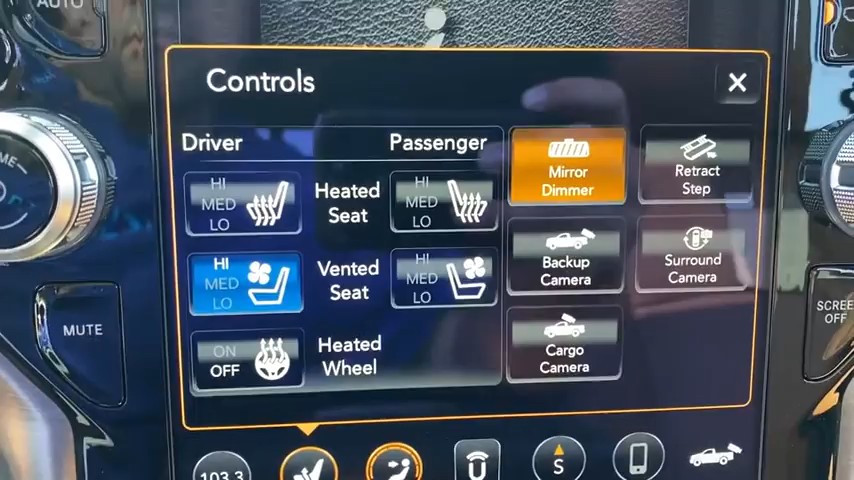 AUTO
Controls
X
Driver
Passenger
HI
MED
LO
Heated
Seat
HI
MED
LO
Mirror
Dimmer
Retract
Step
HI
MED
LO
Vented
Seat
HI
MED
LO
Backup
Camera
Surround
Camera
ON
OFF
Heated
Wheel
Cargo
Camera
MUTE
SCREE
OFF
103.3
S